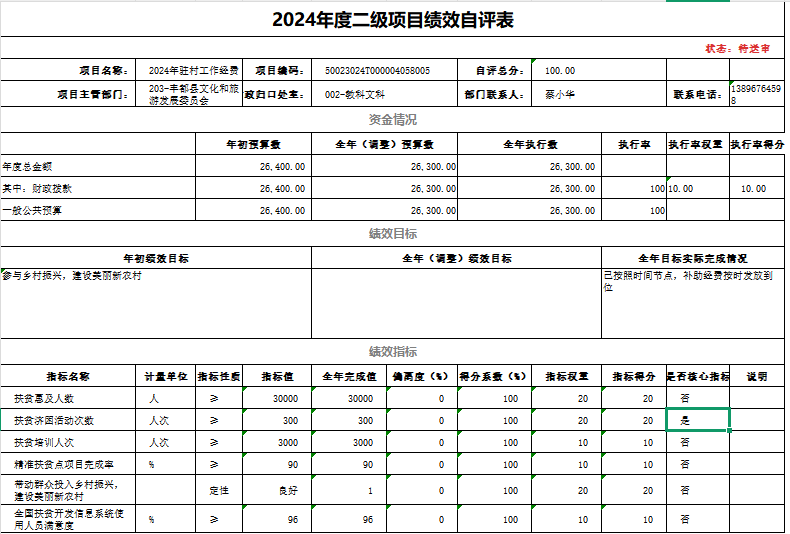 2024年度二级项目绩效自评表
状态：待送审
项目名称： 2024年驻村工作经费 项目编码： 50023024T000004058005 自评总分： 100.00
项目主管部门： 203-丰都县文化和旅游发展委员会 政归口处室： 002-教科文科 部门联系人： 蔡小华 联系电话： 13896764598
资金情况
年初预算数 全年（调整）预算数 全年执行数 执行率 执行率权重 执行率得分
年度总金额 26,400.00 26,300.00 26,300.00
其中：财政拨款 26,400.00 26,300.00 26,300.00 100 10.00 10.00
一般公共预算 26,400.00 26,300.00 26,300.00 100
绩效目标
年初绩效目标 全年（调整）绩效目标 全年目标实际完成情况
参与乡村振兴，建设美丽新农村 已按照时间节点，补助经费按时发放到位
绩效指标
指标名称 计量单位 指标性质 指标值 全年完成值 偏离度（%） 得分系数（%） 指标权重 指标得分 是否核心指标 说明
扶贫惠及人数 人 ≥ 30000 30000 0 100 20 20 否
扶贫济困活动次数 人次 ≥ 300 300 0 100 20 20 是
扶贫培训人次 人次 ≥ 3000 3000 0 100 10 10 否
精准扶贫点项目完成率 % ≥ 90 90 0 100 10 10 否
带动群众投入乡村振兴，建设美丽新农村 定性 良好 1 0 100 20 20 否
全国扶贫开发信息系统使用人员满意度 % ≥ 96 96 0 100 10 10 否